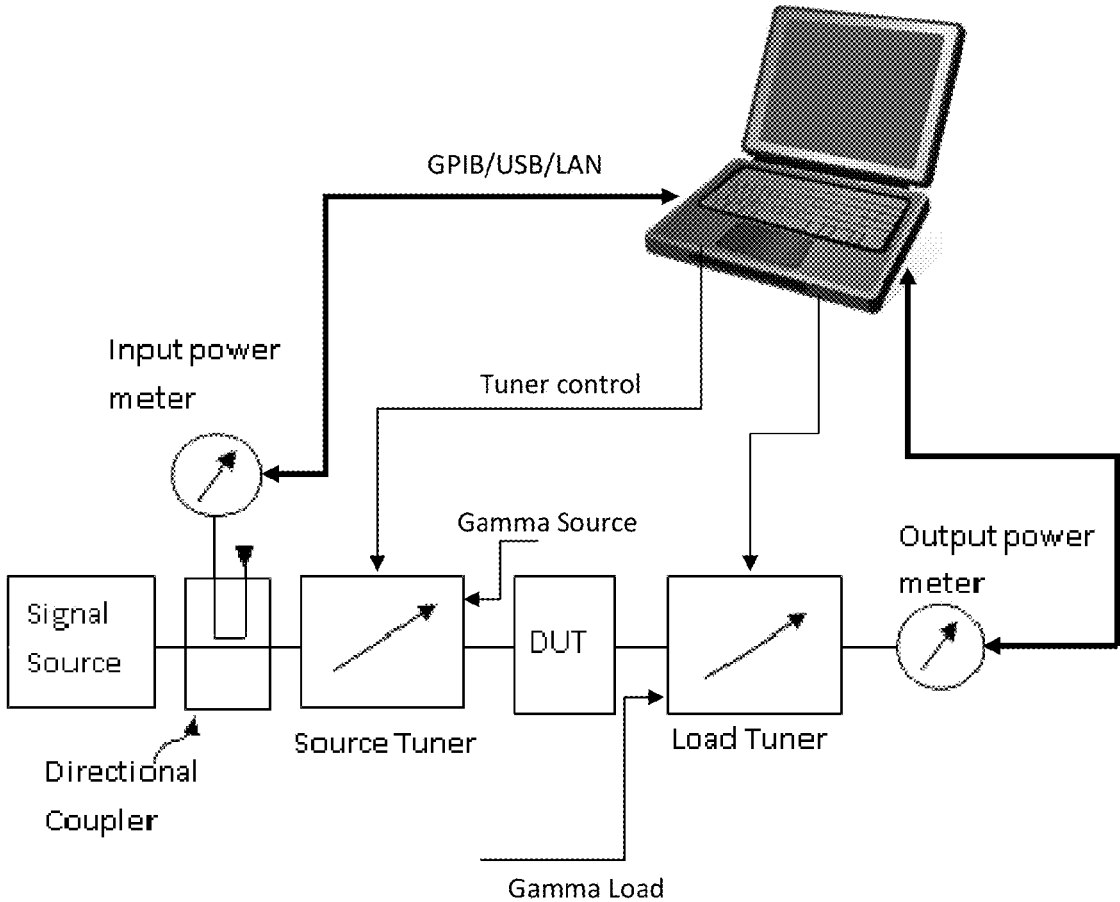 GPIB/USB/LAN
Input power
meter
Tuner control
Gamma Source
Output power
meter
Signal
Source
DUT
Source Tuner
Load Tuner
Directional
Coupler
Gamma Load